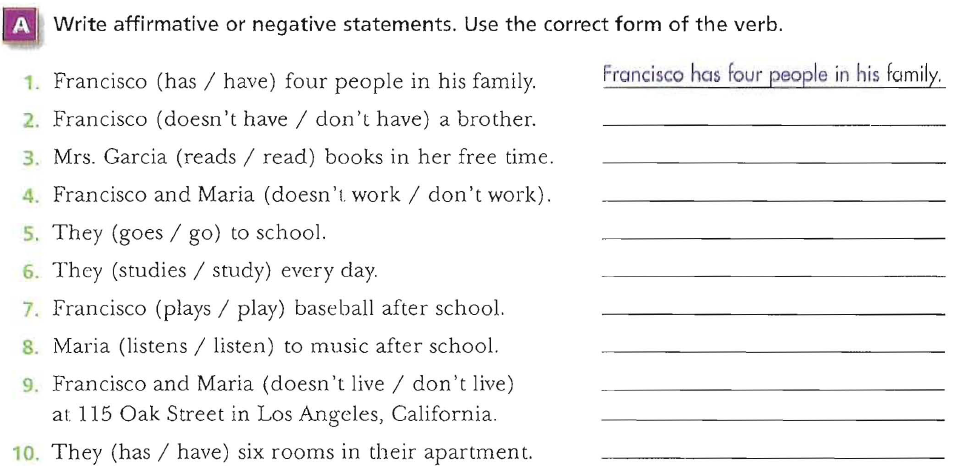 A Write affirmative or negative statements. Use the correct form of the verb.
1. Francisco (has / have) four people in his family. Francisco has four people in his family.
2. Francisco (doesn't have / don't have) a brother.
3. Mrs. Garcia (reads / read) books in her free time.
4. Francisco and Maria (doesn't work / don't work).
5. They (goes / go) to school.
6. They (studies / study) every day.
7. Francisco (plays / play) baseball after school.
8. Maria (listens / listen) to music after school.
9. Francisco and Maria (doesn't live / don't live)
at 115 Oak Street in Los Angeles, California.
10. They (has / have) six rooms in their apartment.